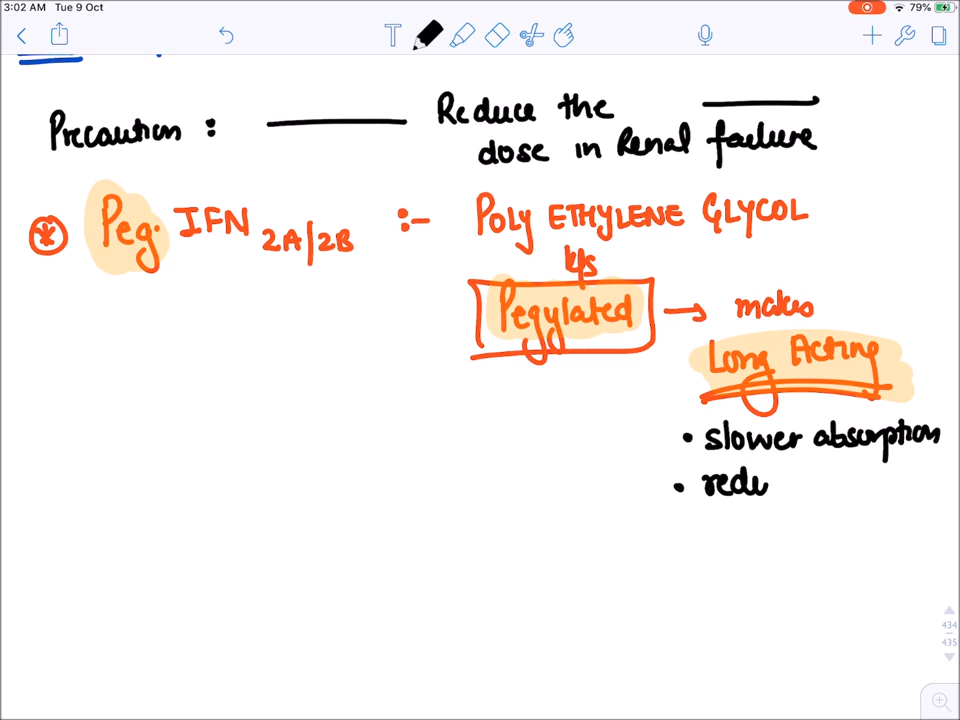 3:02 AM Tue 9 Oct
79%
T
Precaution : Reduce the
dose in Renal failure
Peg. IFN 2A/2B :- POLY ETHYLENE GLYCOL
k/s
Pegylated → makes
Long Acting
• slower absorption
• redu
434
435